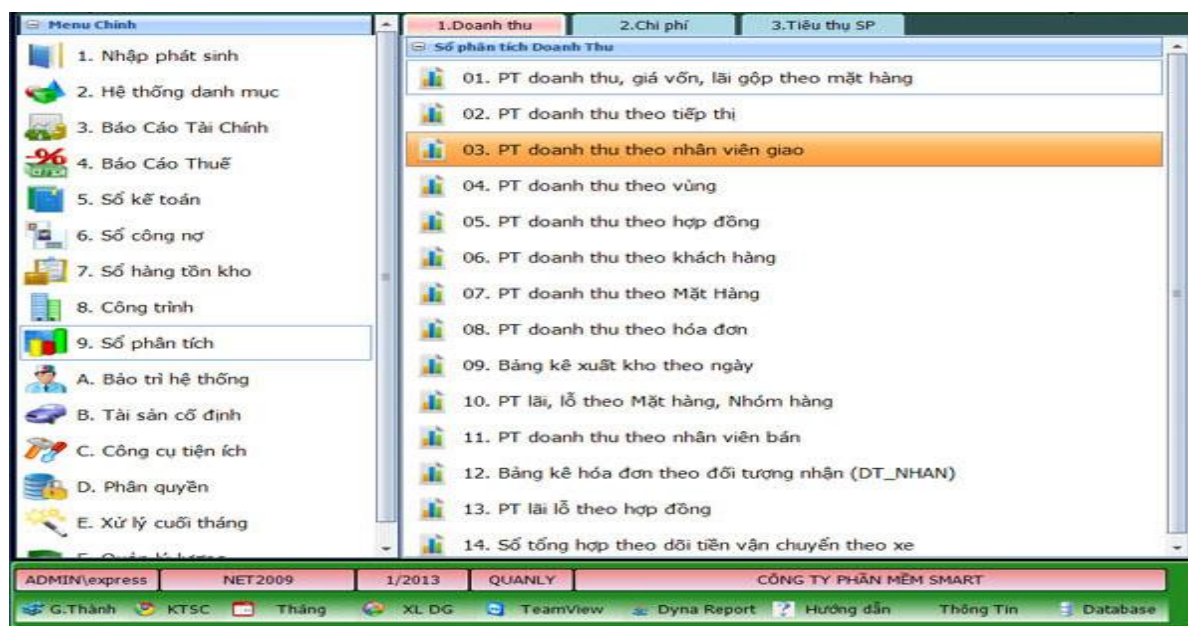 Menu Chính
1. Nhập phát sinh
2. Hệ thống danh mục
3. Báo Cáo Tài Chính
4. Báo Cáo Thuế
5. Sổ kế toán
6. Sổ công nợ
7. Sổ hàng tồn kho
8. Công trình
9. Sổ phân tích
A. Bảo trì hệ thống
B. Tài sản cố định
C. Công cụ tiện ích
D. Phân quyền
E. Xử lý cuối tháng
1.Doanh thu 2.Chi phí 3.Tiêu thụ SP
Sổ phân tích Doanh Thu
01. PT doanh thu, giá vốn, lãi gộp theo mặt hàng
02. PT doanh thu theo tiếp thị
03. PT doanh thu theo nhân viên giao
04. PT doanh thu theo vùng
05. PT doanh thu theo hợp đồng
06. PT doanh thu theo khách hàng
07. PT doanh thu theo Mặt Hàng
08. PT doanh thu theo hóa đơn
09. Bảng kê xuất kho theo ngày
10. PT lãi, lỗ theo Mặt hàng, Nhóm hàng
11. PT doanh thu theo nhân viên bán
12. Bảng kê hóa đơn theo đối tượng nhận (DT_NHAN)
13. PT lãi lỗ theo hợp đồng
14. Sổ tổng hợp theo dõi tiền vận chuyển theo xe
ADMIN\express NET2009 1/2013 QUANLY CÔNG TY PHẦN MỀM SMART
G.Thành KTSC Tháng XL DG TeamView Dyna Report Hướng dẫn Thông Tin Database